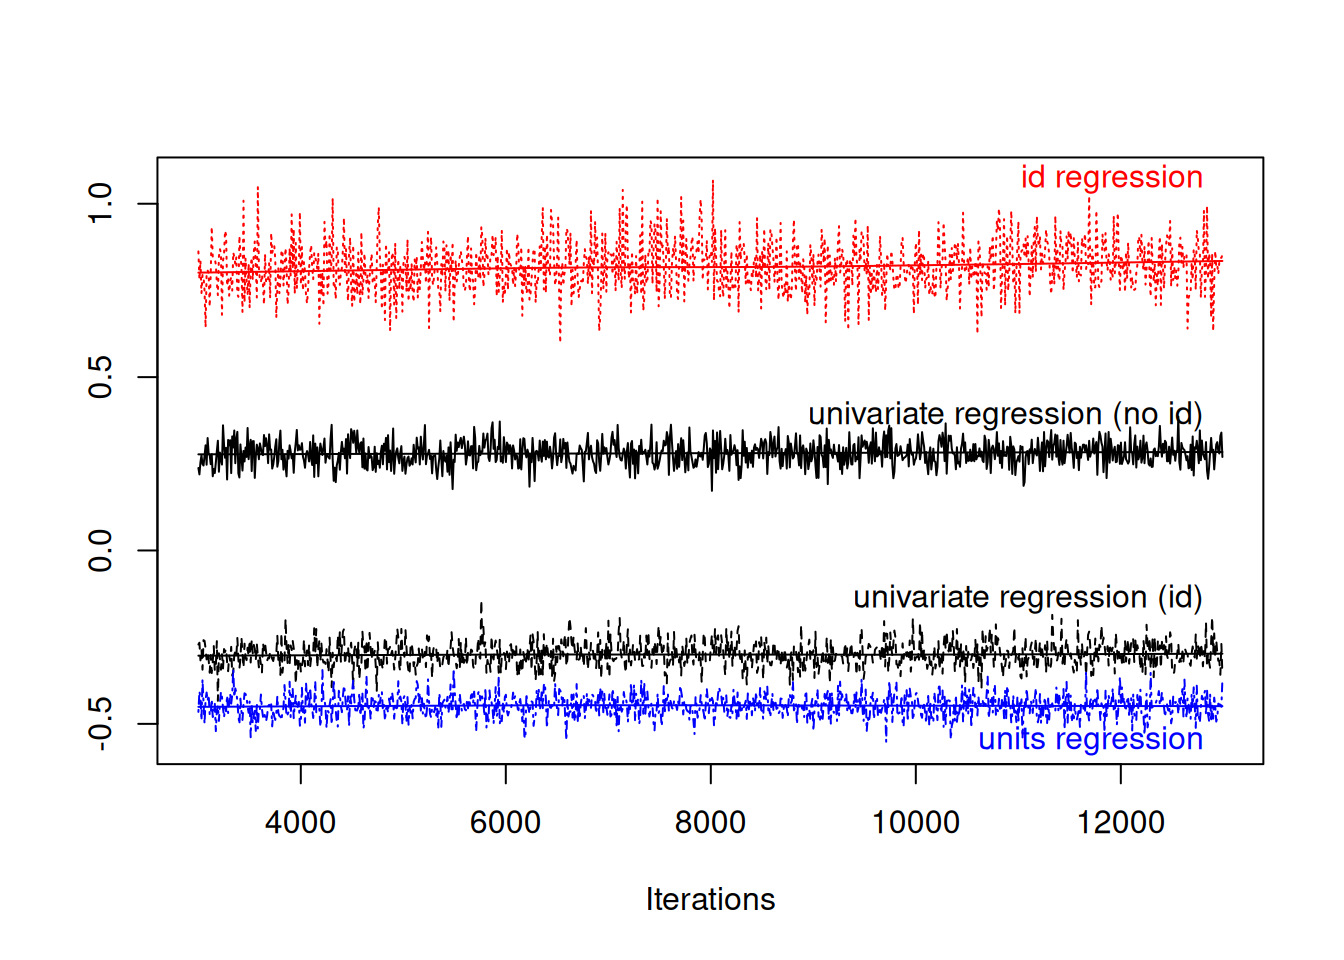 id regression
1.0
0.5
univariate regression (no id)
0.0
univariate regression (id)
-0.5
units regression
4000 6000 8000 10000 12000
Iterations